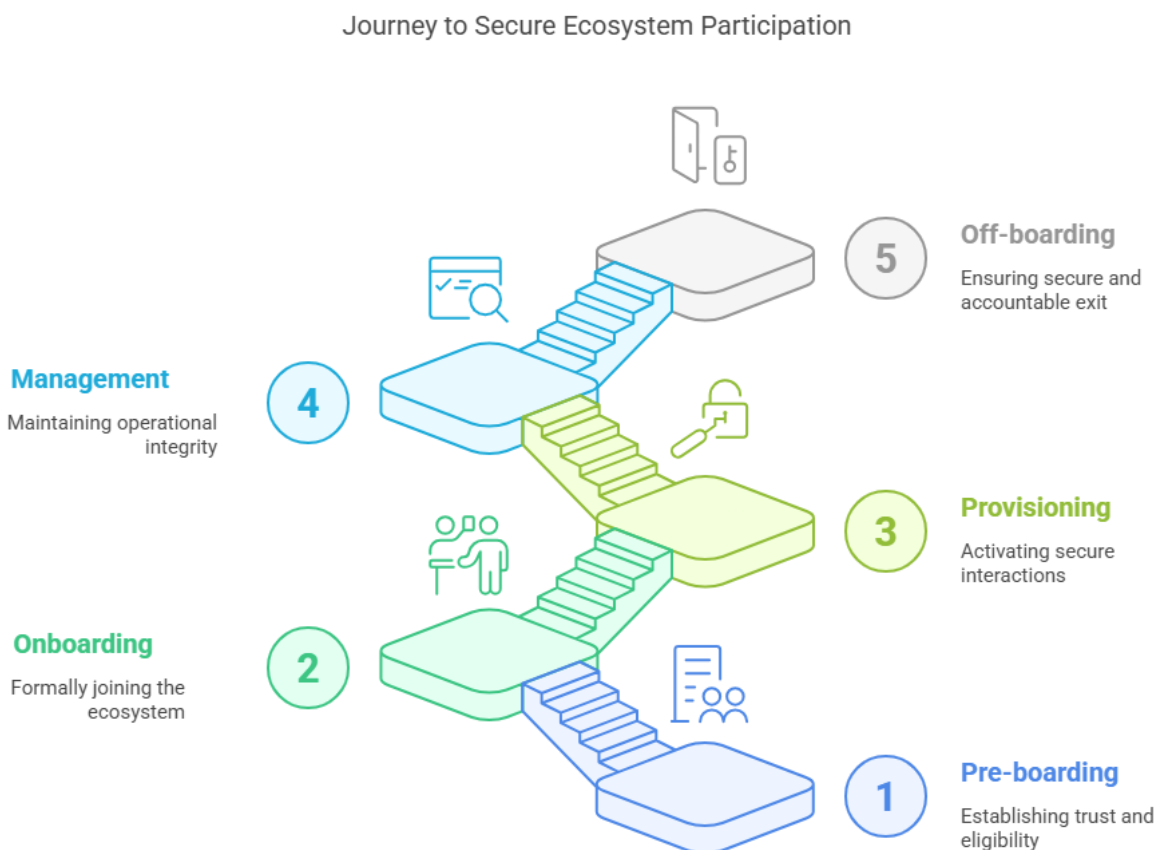 Journey to Secure Ecosystem Participation
5
Off-boarding
Ensuring secure and
accountable exit
Management
4
Maintaining operational
integrity
Provisioning
3
Activating secure
interactions
Onboarding
2
Formally joining the
ecosystem
Pre-boarding
1
Establishing trust and
eligibility